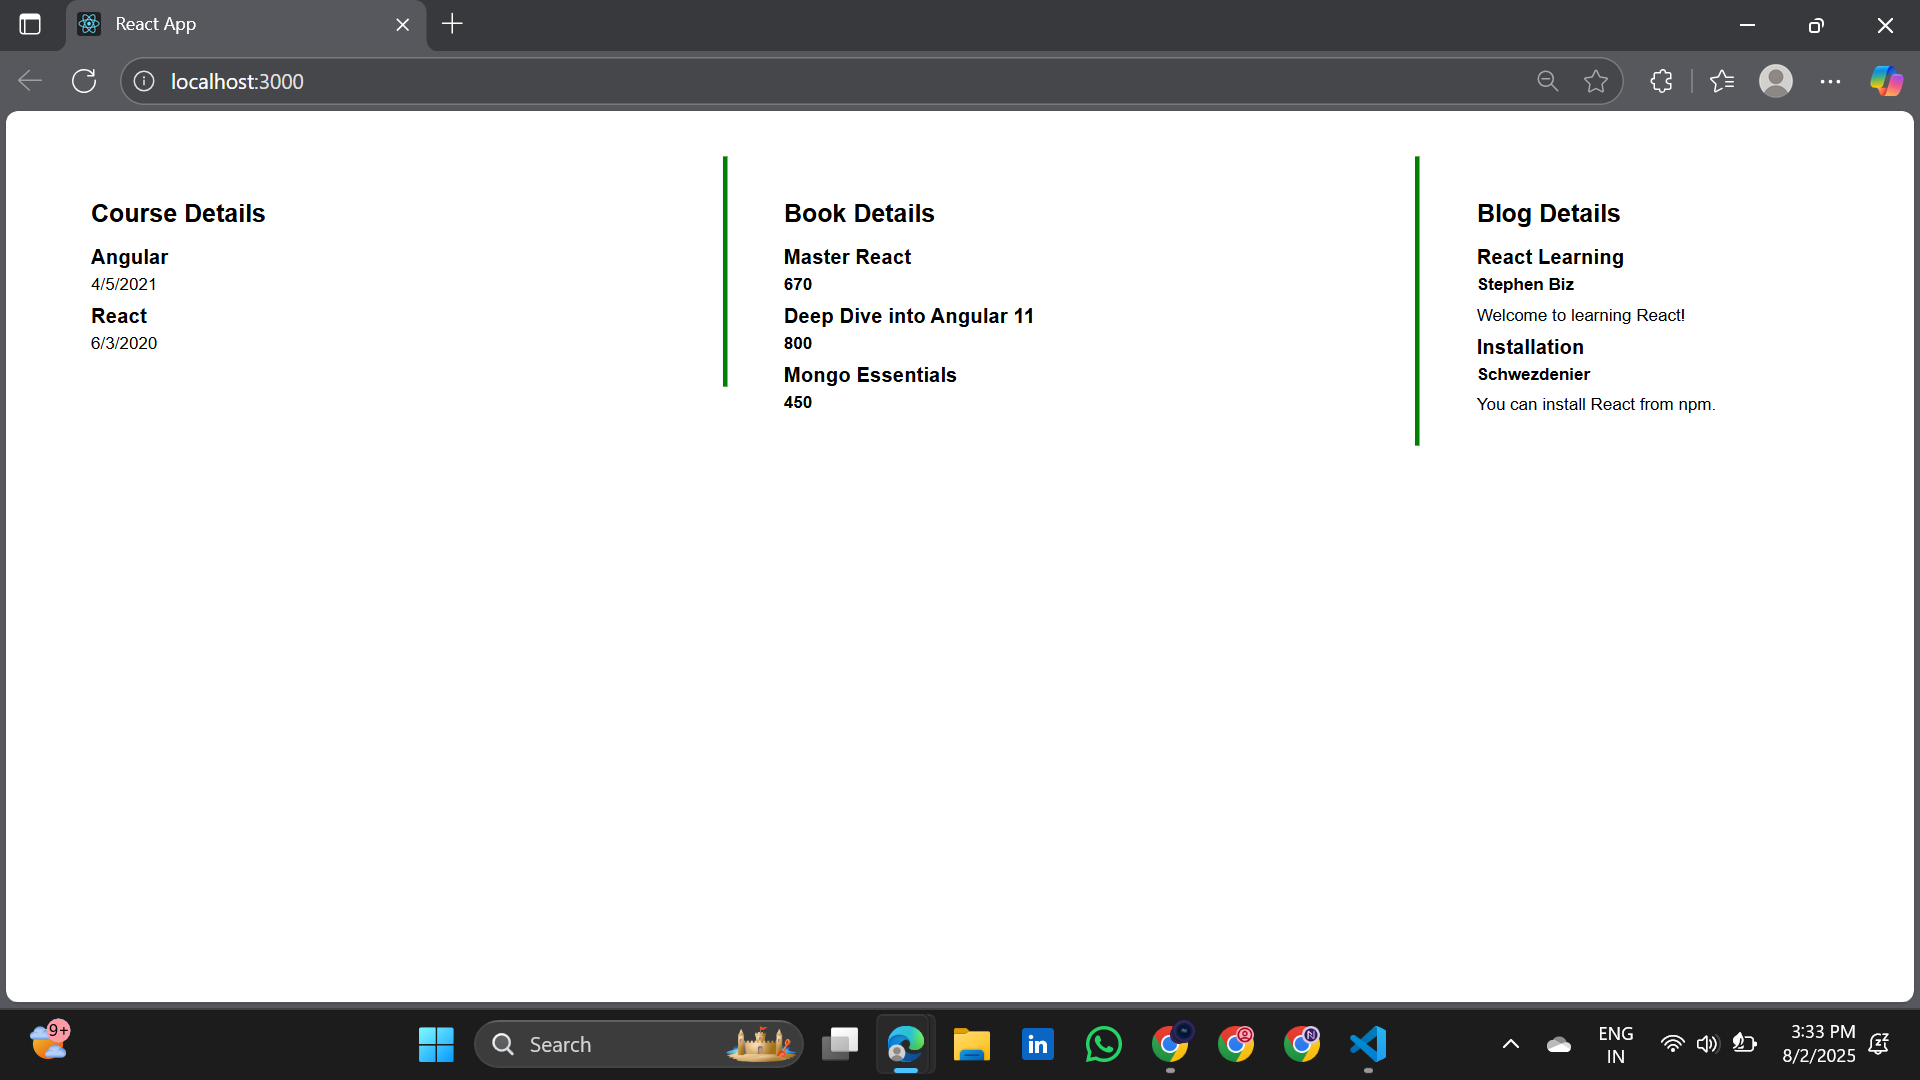 React App
localhost:3000
Course Details
Angular
4/5/2021
React
6/3/2020
Book Details
Master React
670
Deep Dive into Angular 11
800
Mongo Essentials
450
Blog Details
React Learning
Stephen Biz
Welcome to learning React!
Installation
Schwezdenier
You can install React from npm.
9+
Search
in
ENG
IN
3:33 PM
8/2/2025